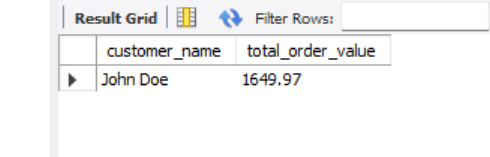 Result Grid Filter Rows:
customer_name total_order_value
John Doe 1649.97